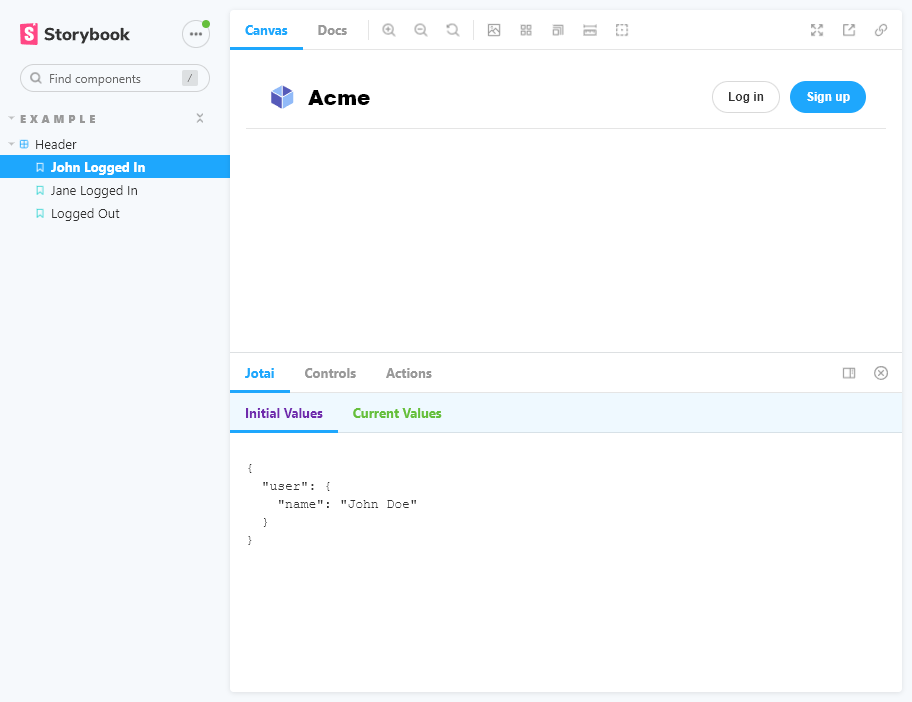 Storybook
Find components /
EXAMPLE
Header
John Logged In
Jane Logged In
Logged Out
Canvas Docs
Acme Log in Sign up
Jotai Controls Actions
Initial Values Current Values
{
  "user": {
    "name": "John Doe"
  }
}